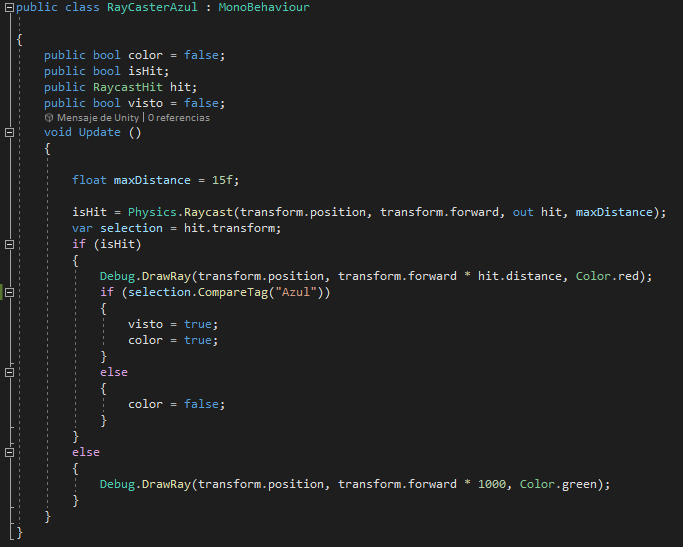 public class RayCasterAzul : MonoBehaviour
{
public bool color = false;
public bool isHit;
public RaycastHit hit;
public bool visto = false;
Mensaje de Unity | 0 referencias
void Update ()
{
float maxDistance = 15f;
isHit = Physics.Raycast(transform.position, transform.forward, out hit, maxDistance);
var selection = hit.transform;
if (isHit)
{
Debug.DrawRay(transform.position, transform.forward * hit.distance, Color.red);
if (selection.CompareTag("Azul"))
{
visto = true;
color = true;
}
else
{
color = false;
}
}
else
{
Debug.DrawRay(transform.position, transform.forward * 1000, Color.green);
}
}
}